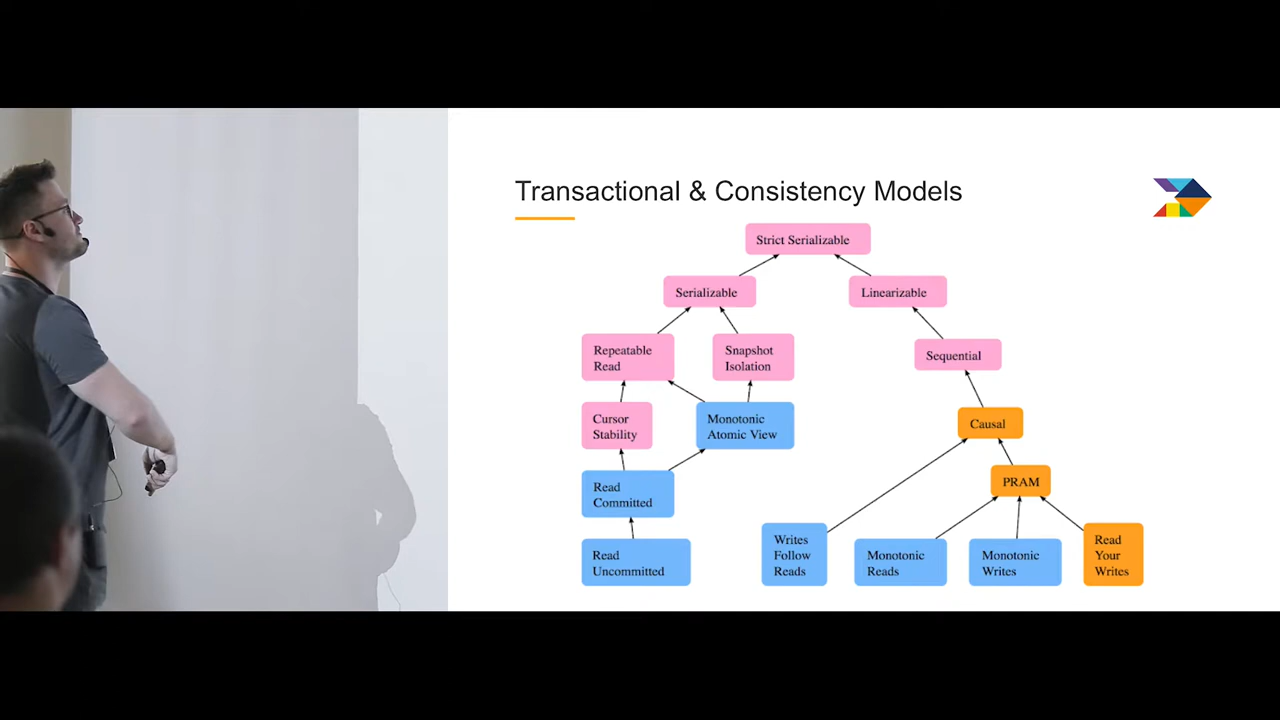 Transactional & Consistency Models
Strict Serializable
Serializable
Linearizable
Repeatable
Read
Snapshot
Isolation
Sequential
Cursor
Stability
Monotonic
Atomic View
Causal
Read
Committed
PRAM
Read
Uncommitted
Writes
Follow
Reads
Monotonic
Reads
Monotonic
Writes
Read
Your
Writes